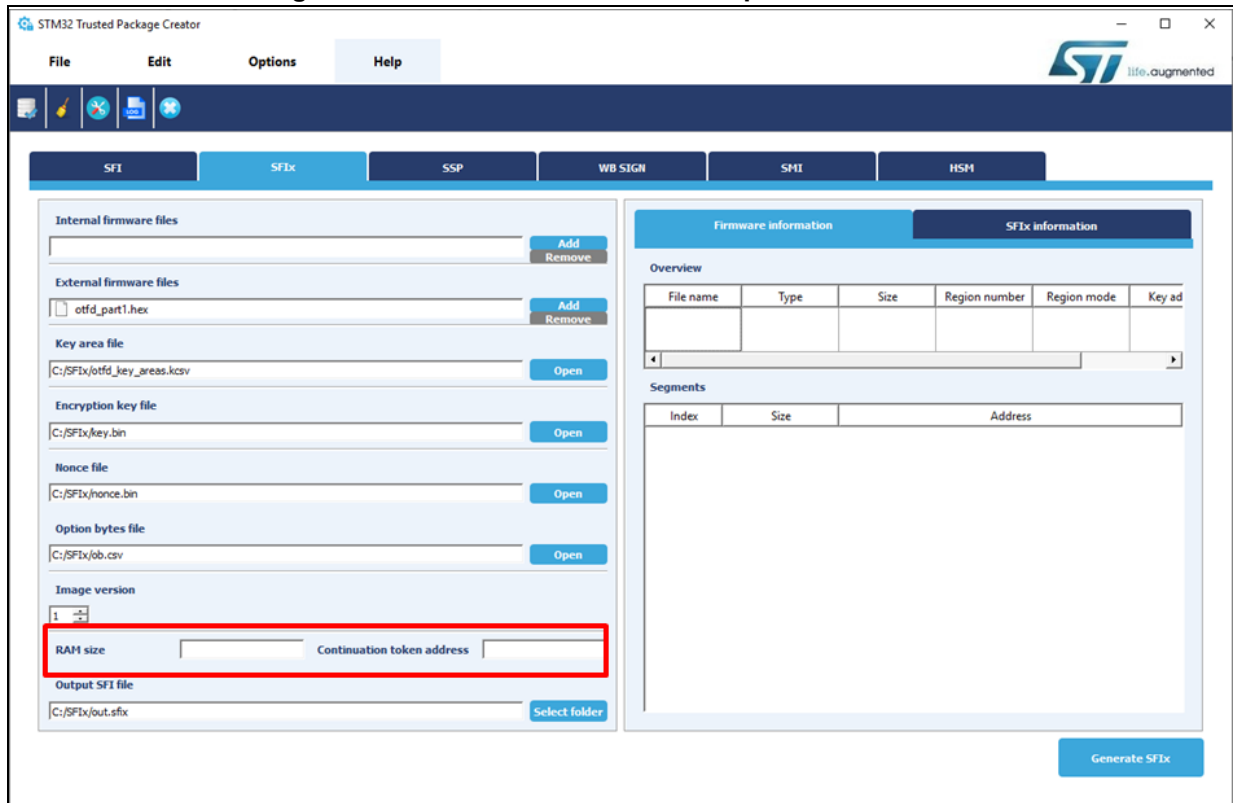 STM32 Trusted Package Creator
File Edit Options Help
ST life.augmented
LOG
SFI SFIx SSP WB SIGN SMI HSM
Internal firmware files
Add
Remove
External firmware files
otfd_part1.hex
Add
Remove
Key area file
C:/SFIx/otfd_key_areas.kcsv Open
Encryption key file
C:/SFIx/key.bin Open
Nonce file
C:/SFIx/nonce.bin Open
Option bytes file
C:/SFIx/ob.csv Open
Image version
1
RAM size Continuation token address
Output SFI file
C:/SFIx/out.sfix Select folder
Firmware information SFIx information
Overview
File name Type Size Region number Region mode Key ad
Segments
Index Size Address
Generate SFIx